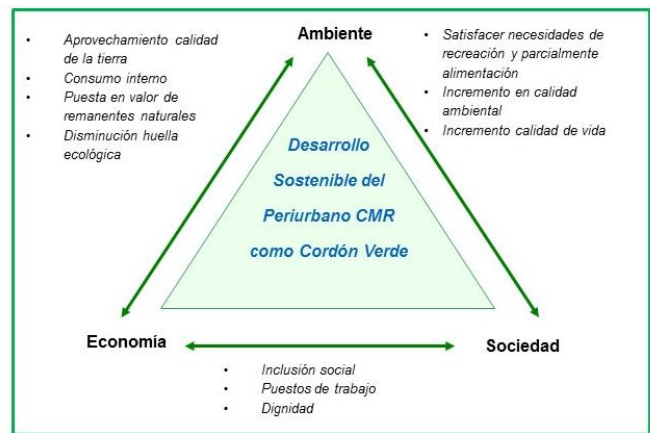 Ambiente
• Aprovechamiento calidad
de la tierra
• Consumo interno
• Puesta en valor de
remanentes naturales
• Disminución huella
ecológica
• Satisfacer necesidades de
recreación y parcialmente
alimentación
• Incremento en calidad
ambiental
• Incremento calidad de vida
Desarrollo
Sostenible del
Periurbano CMR
como Cordón Verde
Economía
Sociedad
• Inclusión social
• Puestos de trabajo
• Dignidad